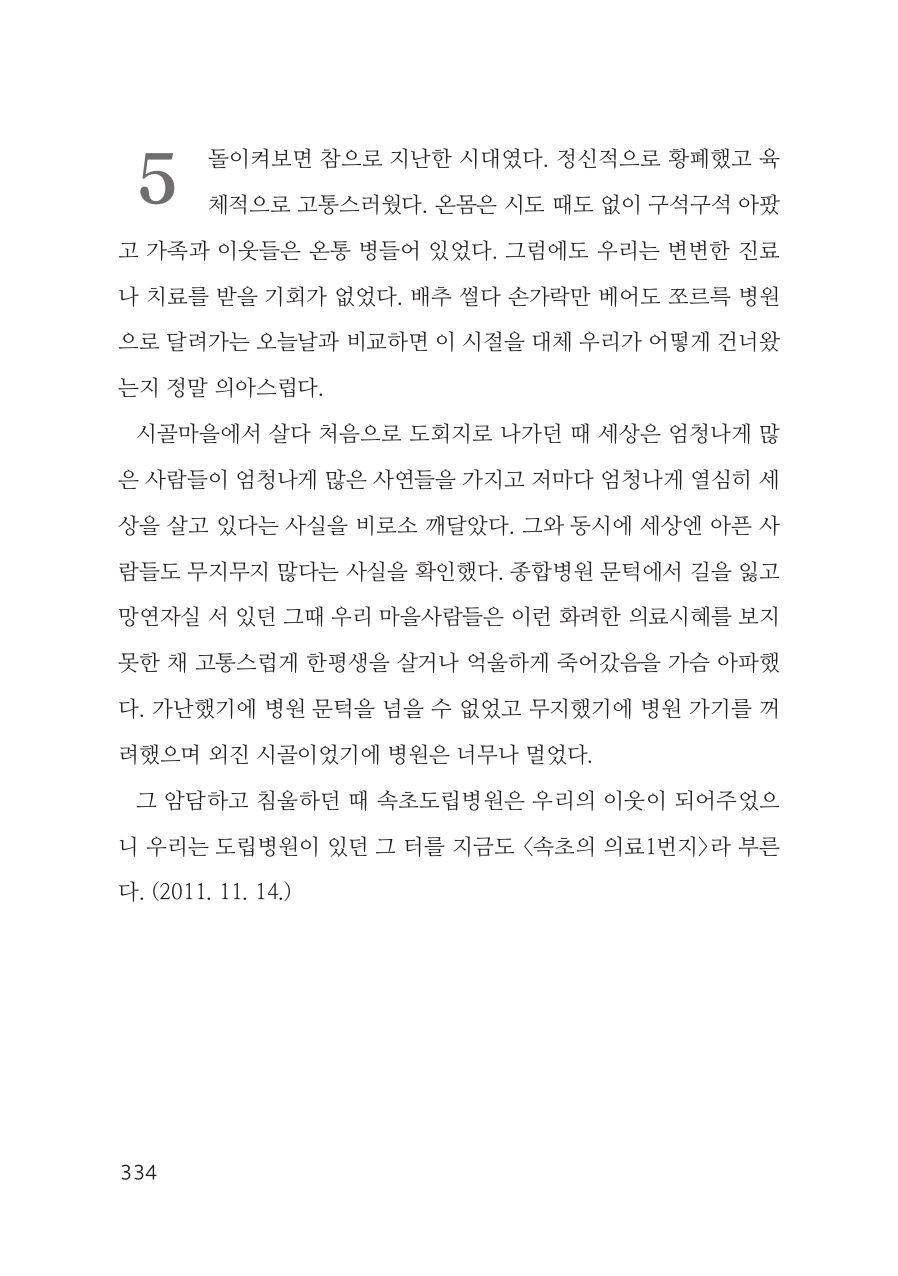 5
돌이켜보면 참으로 지난한 시대였다. 정신적으로 황폐했고 육
체적으로 고통스러웠다. 온몸은 시도 때도 없이 구석구석 아팠
고 가족과 이웃들은 온통 병들어 있었다. 그럼에도 우리는 변변한 진료
나 치료를 받을 기회가 없었다. 배추 썰다 손가락만 베어도 쪼르륵 병원
으로 달려가는 오늘날과 비교하면 이 시절을 대체 우리가 어떻게 건너왔
는지 정말 의아스럽다.
시골마을에서 살다 처음으로 도회지로 나가던 때 세상은 엄청나게 많
은 사람들이 엄청나게 많은 사연들을 가지고 저마다 엄청나게 열심히 세
상을 살고 있다는 사실을 비로소 깨달았다. 그와 동시에 세상엔 아픈 사
람들도 무지무지 많다는 사실을 확인했다. 종합병원 문턱에서 길을 잃고
망연자실 서 있던 그때 우리 마을사람들은 이런 화려한 의료시혜를 보지
못한 채 고통스럽게 한평생을 살거나 억울하게 죽어갔음을 가슴 아파했
다. 가난했기에 병원 문턱을 넘을 수 없었고 무지했기에 병원 가기를 꺼
려했으며 외진 시골이었기에 병원은 너무나 멀었다.
그 암담하고 침울하던 때 속초도립병원은 우리의 이웃이 되어주었으
니 우리는 도립병원이 있던 그 터를 지금도 〈속초의 의료1번지〉라 부른
다. (2011. 11. 14.)
334